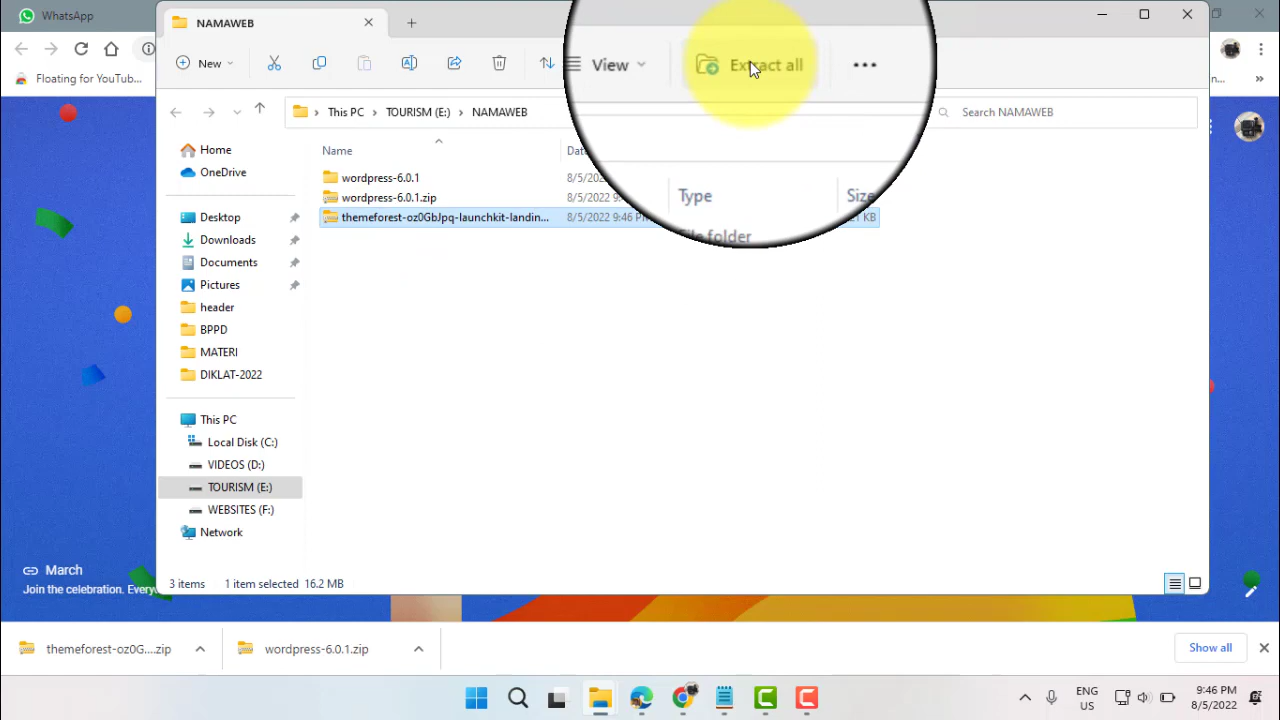 WhatsApp
NAMAWEB
New
View
Extract all
Floating for YouTub...
n...
This PC
TOURISM (E:)
NAMAWEB
Search NAMAWEB
Home
OneDrive
Desktop
Downloads
Documents
Pictures
header
BPPD
MATERI
DIKLAT-2022
This PC
Local Disk (C:)
VIDEOS (D:)
TOURISM (E:)
WEBSITES (F:)
Network
Name
Type
wordpress-6.0.1
wordpress-6.0.1.zip
themeforest-oz0GbJpq-launchkit-landin...
8/5/2022 9:46 PM
KB
File folder
3 items
1 item selected 16.2 MB
March
Join the celebration.
themeforest-oz0G....zip
wordpress-6.0.1.zip
Show all
ENG
US
9:46 PM
8/5/2022